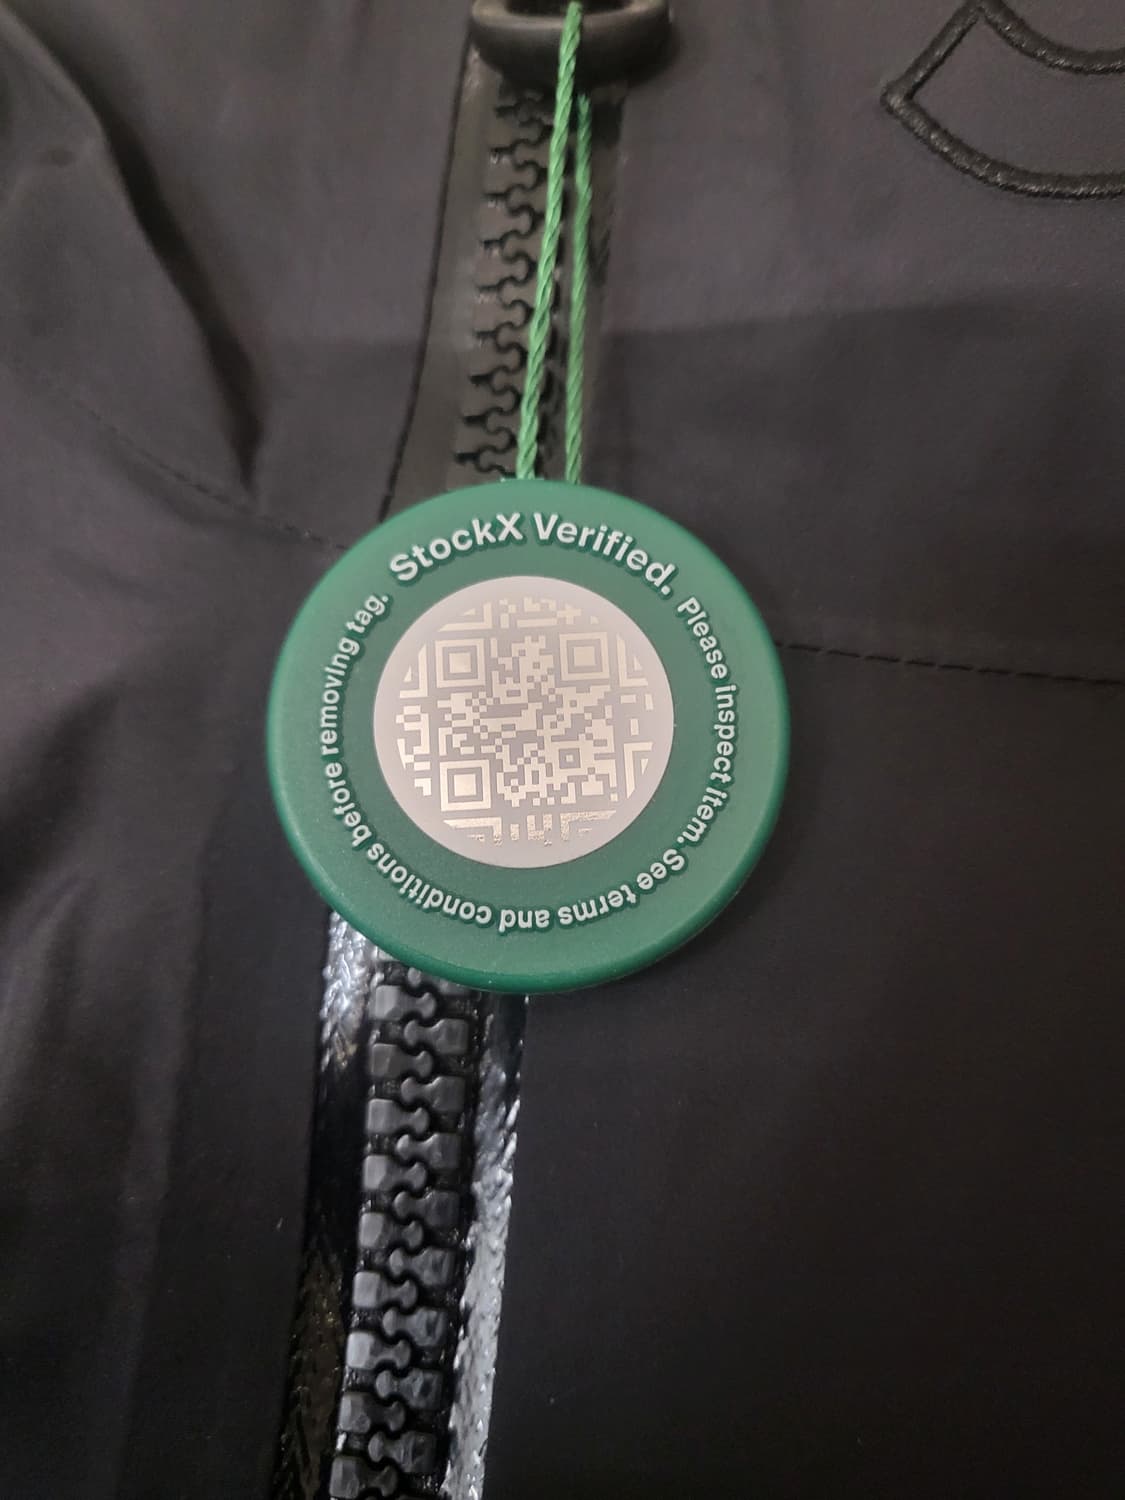 StockX Verified.
Please inspect item. See terms and conditions before removing tag.